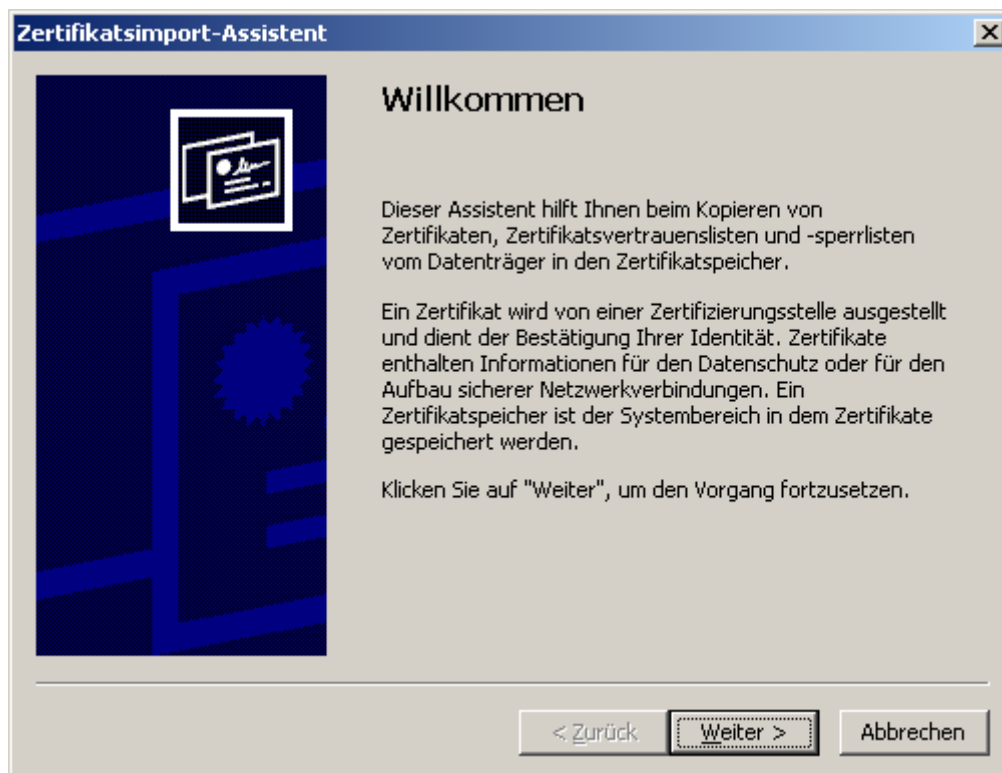 Zertifikatsimport-Assistent
Willkommen
Dieser Assistent hilft Ihnen beim Kopieren von
Zertifikaten, Zertifikatsvertrauenslisten und -sperrlisten
vom Datenträger in den Zertifikatspeicher.
Ein Zertifikat wird von einer Zertifizierungsstelle ausgestellt
und dient der Bestätigung Ihrer Identität. Zertifikate
enthalten Informationen für den Datenschutz oder für den
Aufbau sicherer Netzwerkverbindungen. Ein
Zertifikatspeicher ist der Systembereich in dem Zertifikate
gespeichert werden.
Klicken Sie auf "Weiter", um den Vorgang fortzusetzen.
< Zurück Weiter > Abbrechen